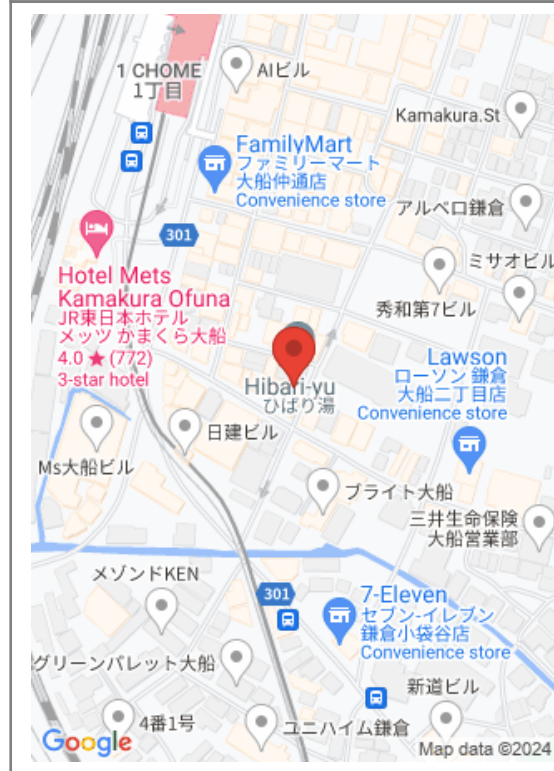 1 CHOME
1丁目
AIビル
Kamakura.St
FamilyMart
ファミリーマート
大船仲通店
Convenience store
アルベロ鎌倉
301
ミサオビル
Hotel Mets
Kamakura Ofuna
JR東日本ホテル
メッツ かまくら大船
4.0 ★ (772)
3-star hotel
秀和第7ビル
Lawson
ローソン 鎌倉
大船二丁目店
Convenience store
Hibari-yu
ひばり湯
日建ビル
Ms大船ビル
ブライト大船
三井生命保険
大船営業部
メゾンドKEN
301
7-Eleven
セブン-イレブン
鎌倉小袋谷店
Convenience store
グリーンパレット大船
新道ビル
4番1号
ユニハイム鎌倉
Google
Map data ©2024